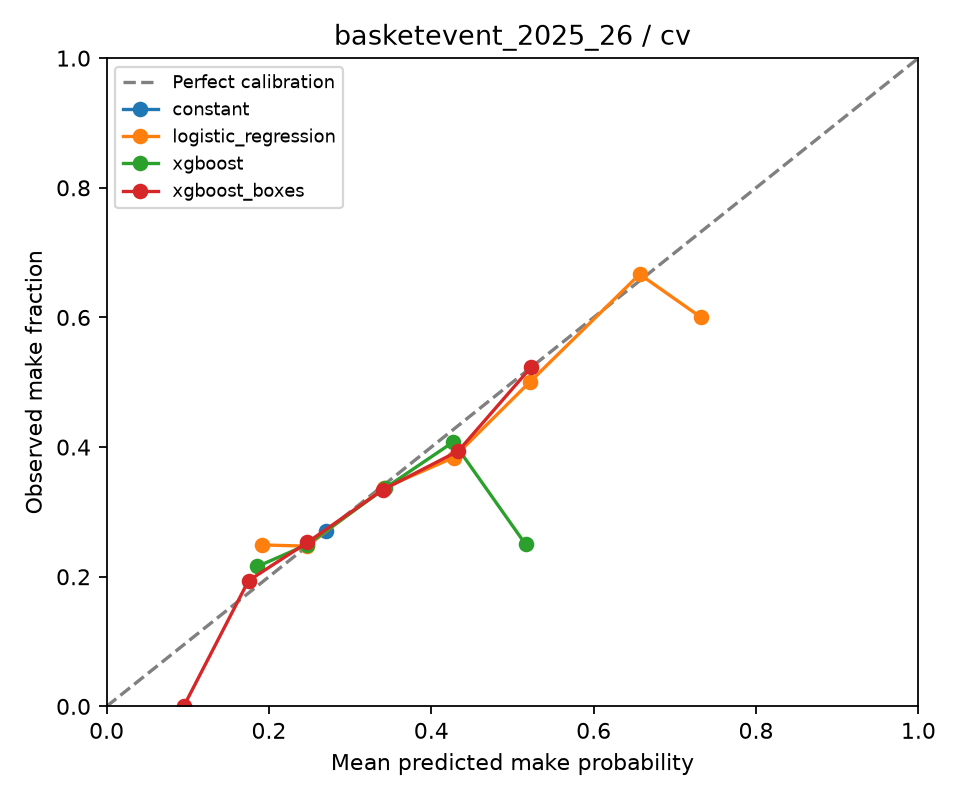 basketevent_2025_26 / cv
Perfect calibration
constant
logistic_regression
xgboost
xgboost_boxes
Observed make fraction
1.0
0.8
0.6
0.4
0.2
0.0
0.0 0.2 0.4 0.6 0.8 1.0
Mean predicted make probability